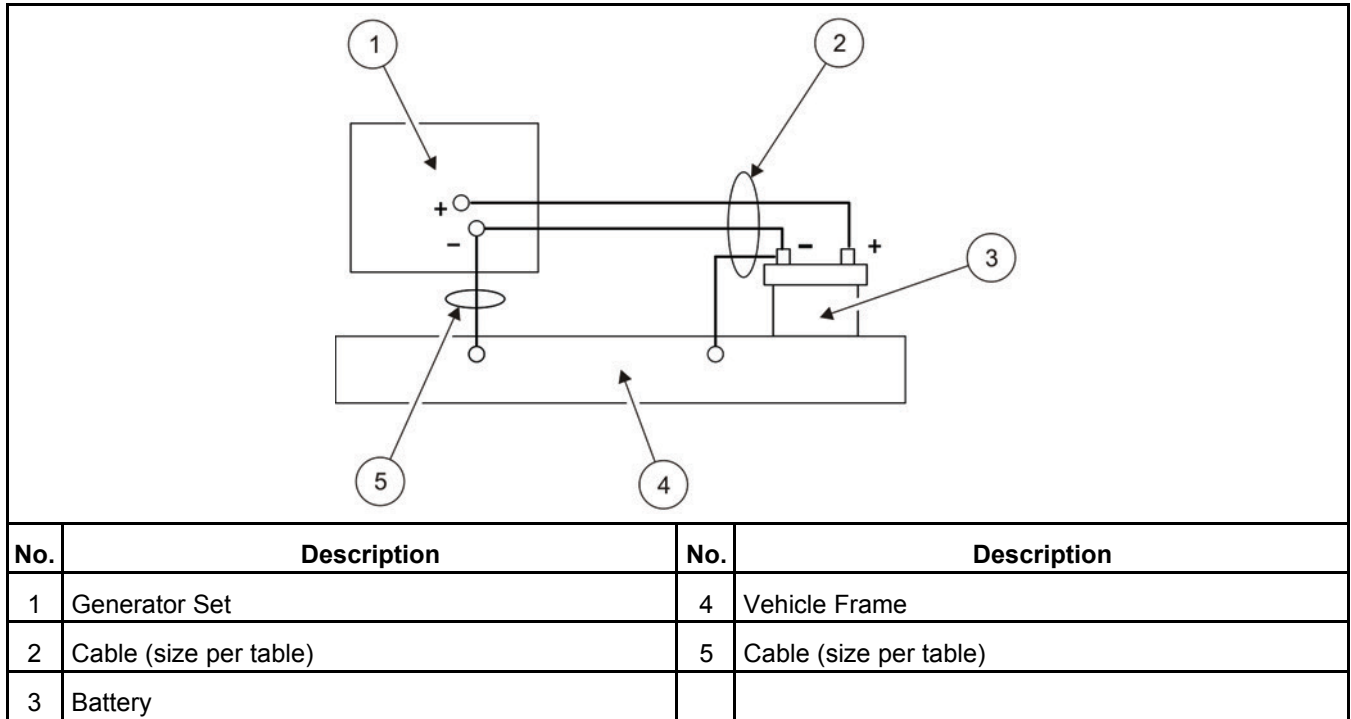 1
2
+
−
−
+
3
5
4
No. Description No. Description
1 Generator Set 4 Vehicle Frame
2 Cable (size per table) 5 Cable (size per table)
3 Battery